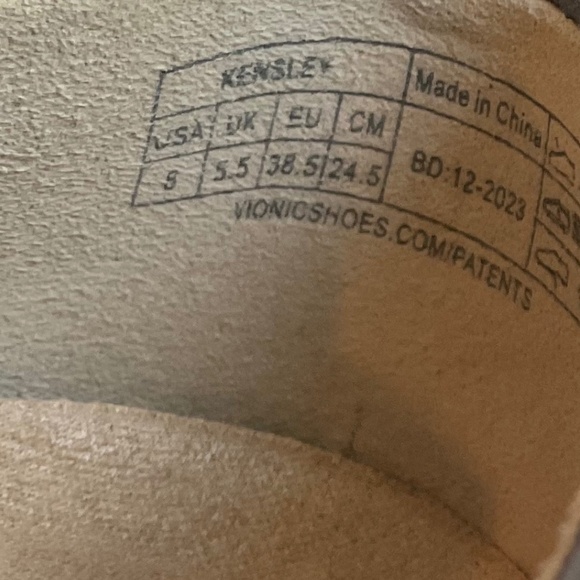 KENSLEY
Made in China
USA UK EU CM
8 5.5 38.5 24.5
BD:12-2023
VIONICSHOES.COM/PATENTS